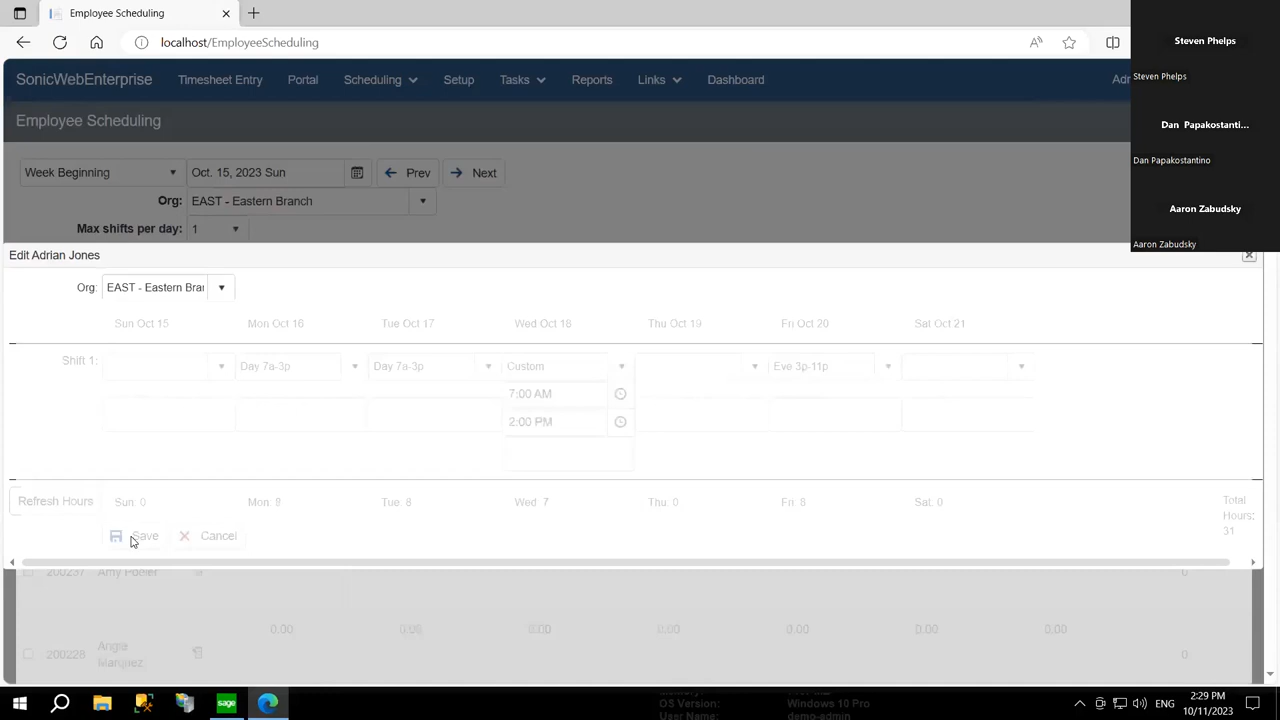 Employee Scheduling
localhost/EmployeeScheduling
SonicWebEnterprise Timesheet Entry Portal Scheduling Setup Tasks Reports Links Dashboard
Employee Scheduling
Week Beginning Oct. 15, 2023 Sun Prev Next
Org: EAST - Eastern Branch
Max shifts per day: 1
Steven Phelps
Steven Phelps
Dan Papakostanti...
Dan Papakostantino
Aaron Zabudsky
Aaron Zabudsky
Edit Adrian Jones
Org: EAST - Eastern Bran
Sun Oct 15 Mon Oct 16 Tue Oct 17 Wed Oct 18 Thu Oct 19 Fri Oct 20 Sat Oct 21
Shift 1: Day 7a-3p Day 7a-3p Custom Eve 3p-11p
7:00 AM
2:00 PM
Refresh Hours Sun: 0 Mon: Tue: 8 Wed: 7 Thu: 0 Fri: Sat: 0
Total
Hours:
31
Save Cancel
200237 Amy Poeler 0
0.00 0.00 0.00 0.00 0.00 0.00 0.00
200228 Angie
Marquez 0
sage
Windows 10 Pro
User Name: demo-admin
ENG
2:29 PM
10/11/2023